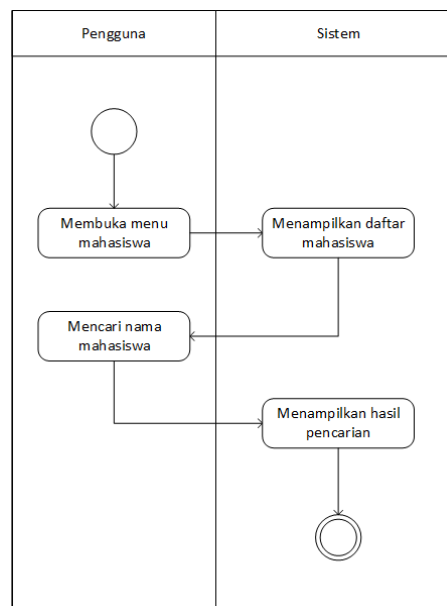 Pengguna
Sistem
Membuka menu
mahasiswa
Menampilkan daftar
mahasiswa
Mencari nama
mahasiswa
Menampilkan hasil
pencarian